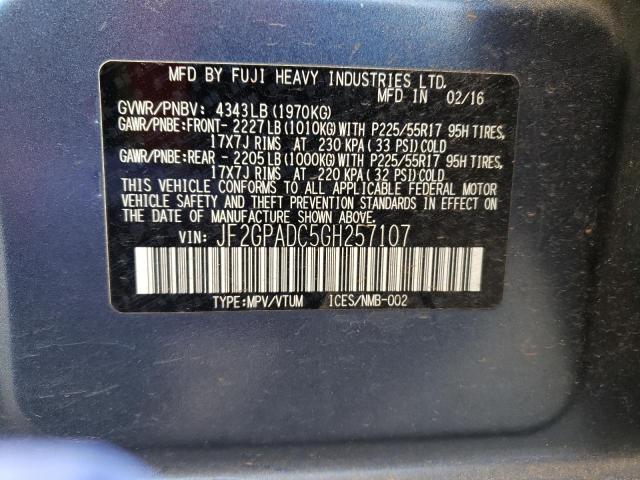 MFD BY FUJI HEAVY INDUSTRIES LTD.
MFD IN 02/16
GVWR/PNBV: 4343LB(1970KG)
GAWR/PNBE:FRONT-2227LB(1010KG)WITH P225/55R17 95H TIRES,
17X7J RIMS AT 230 KPA(33 PSI)COLD
GAWR/PNBE:REAR -2205LB(1000KG)WITH P225/55R17 95H TIRES,
17X7J RIMS AT 220 KPA(32 PSI)COLD
THIS VEHICLE CONFORMS TO ALL APPLICABLE FEDERAL MOTOR
VEHICLE SAFETY AND THEFT PREVENTION STANDARDS IN EFFECT
ON THE DATE OF MANUFACTURE SHOWN ABOVE.
VIN: JF2GPADC5GH257107
TYPE:MPV/VTUM ICES/NMB-002